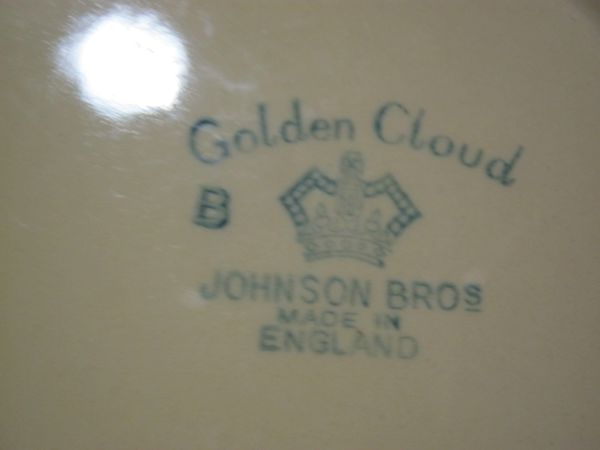 Golden Cloud
B
JOHNSON BROS
MADE IN
ENGLAND